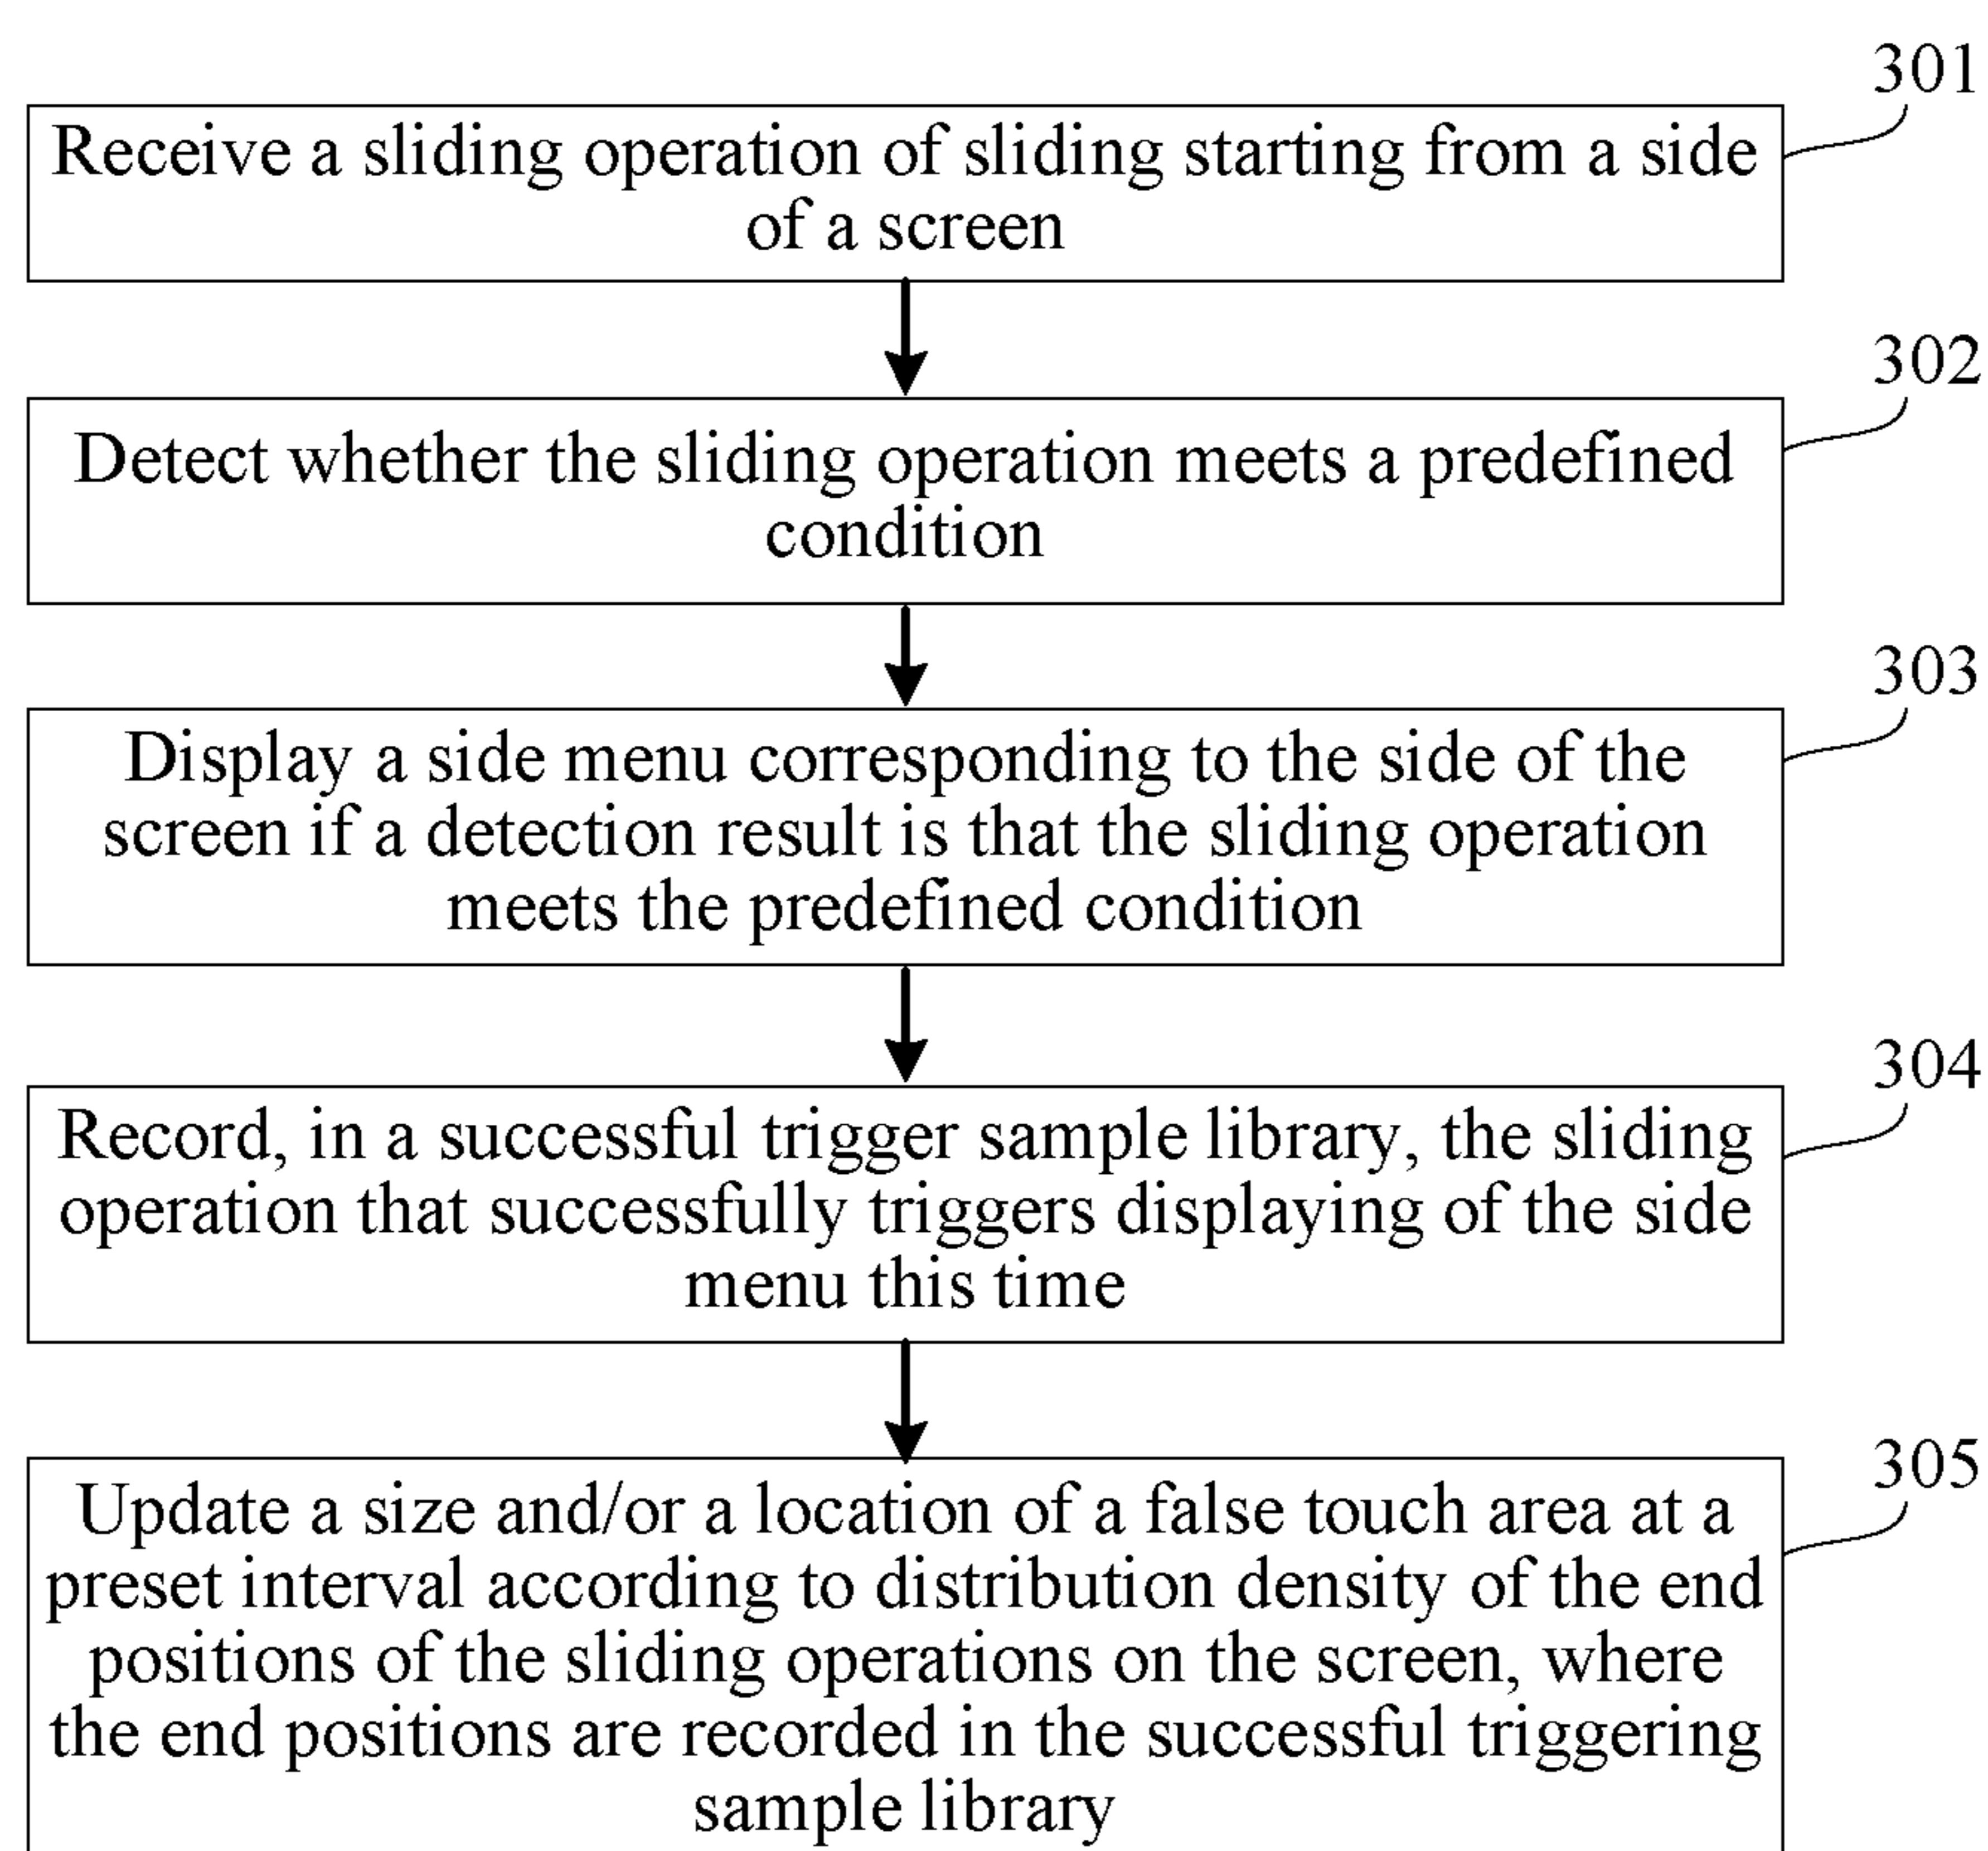 301
Receive a sliding operation of sliding starting from a side
of a screen
302
Detect whether the sliding operation meets a predefined
condition
303
Display a side menu corresponding to the side of the
screen if a detection result is that the sliding operation
meets the predefined condition
304
Record, in a successful trigger sample library, the sliding
operation that successfully triggers displaying of the side
menu this time
305
Update a size and/or a location of a false touch area at a
preset interval according to distribution density of the end
positions of the sliding operations on the screen, where
the end positions are recorded in the successful triggering
sample library